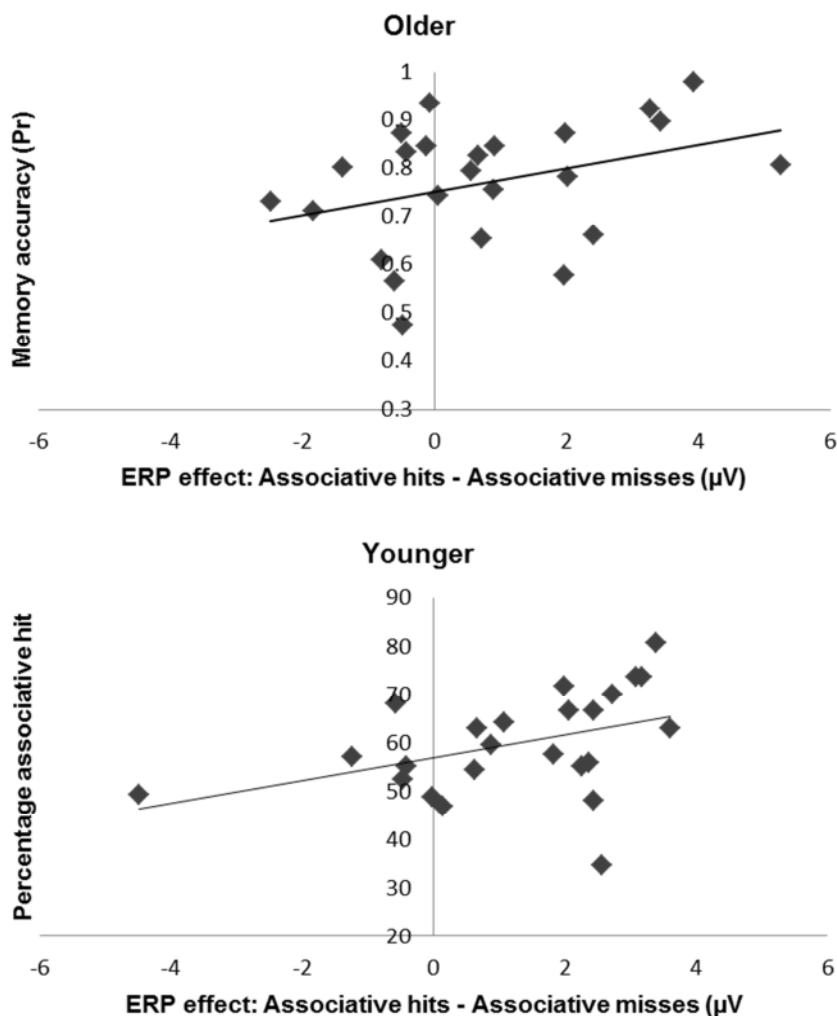 Older
Memory accuracy (Pr)
1
0.9
0.8
0.7
0.6
0.5
0.4
0.3
-6 -4 -2 0 2 4 6
ERP effect: Associative hits - Associative misses (µV)
Younger
Percentage associative hit
90
80
70
60
50
40
30
20
-6 -4 -2 0 2 4 6
ERP effect: Associative hits - Associative misses (µV